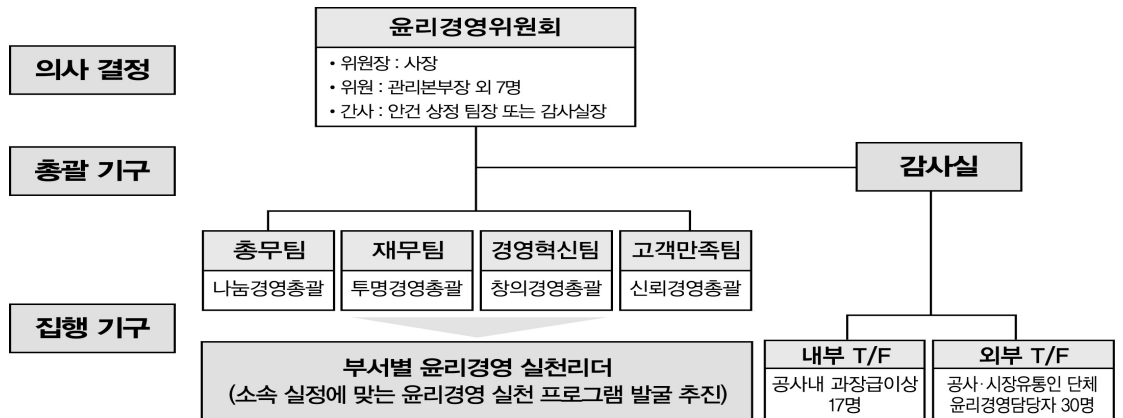 윤리경영위원회
의사 결정
• 위원장 : 사장
• 위원 : 관리본부장 외 7명
• 간사 : 안건 상정 팀장 또는 감사실장
총괄 기구
감사실
총무팀
나눔경영총괄
재무팀
투명경영총괄
경영혁신팀
창의경영총괄
고객만족팀
신뢰경영총괄
집행 기구
부서별 윤리경영 실천리더
(소속 실정에 맞는 윤리경영 실천 프로그램 발굴 추진)
내부 T/F
공사내 과장급이상
17명
외부 T/F
공사·시장유통인 단체
윤리경영담당자 30명